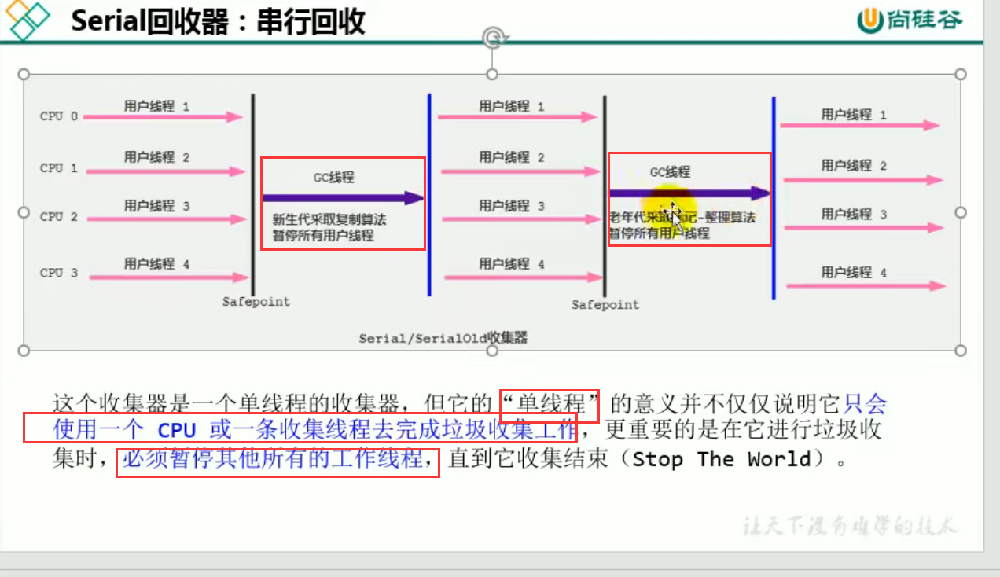 Serial回收器：串行回收
尚硅谷
CPU 0
用户线程 1
用户线程 1
用户线程 1
CPU 1
用户线程 2
用户线程 2
用户线程 2
GC线程
GC线程
CPU 2
用户线程 3
用户线程 3
用户线程 3
新生代采取复制算法
暂停所有用户线程
老年代采取标记-整理算法
暂停所有用户线程
CPU 3
用户线程 4
用户线程 4
用户线程 4
Safepoint
Safepoint
Serial/SerialOld收集器
这个收集器是一个单线程的收集器，但它的“单线程”的意义并不仅仅说明它只会
使用一个 CPU 或一条收集线程去完成垃圾收集工作，更重要的是在它进行垃圾收
集时，必须暂停其他所有的工作线程，直到它收集结束（Stop The World）。
让天下没有难学的技术